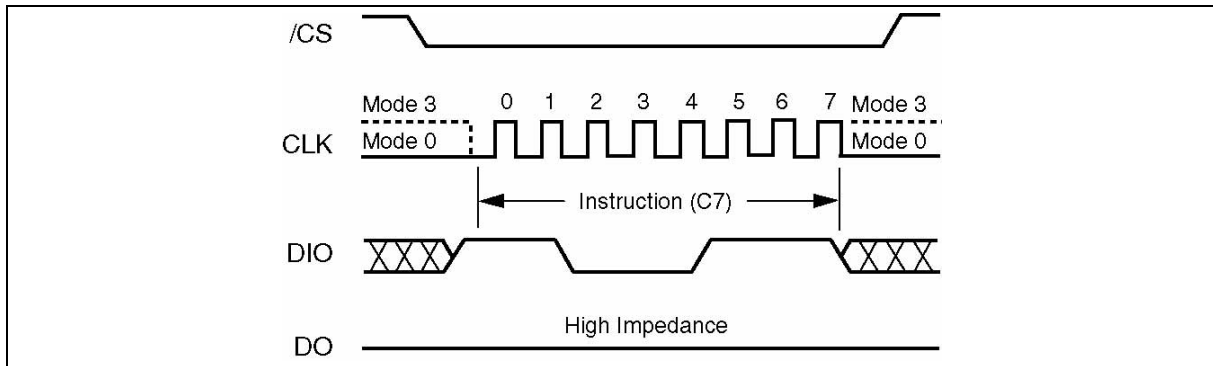 /CS
Mode 3 0 1 2 3 4 5 6 7 Mode 3
CLK Mode 0 Mode 0
Instruction (C7)
DIO
High Impedance
DO